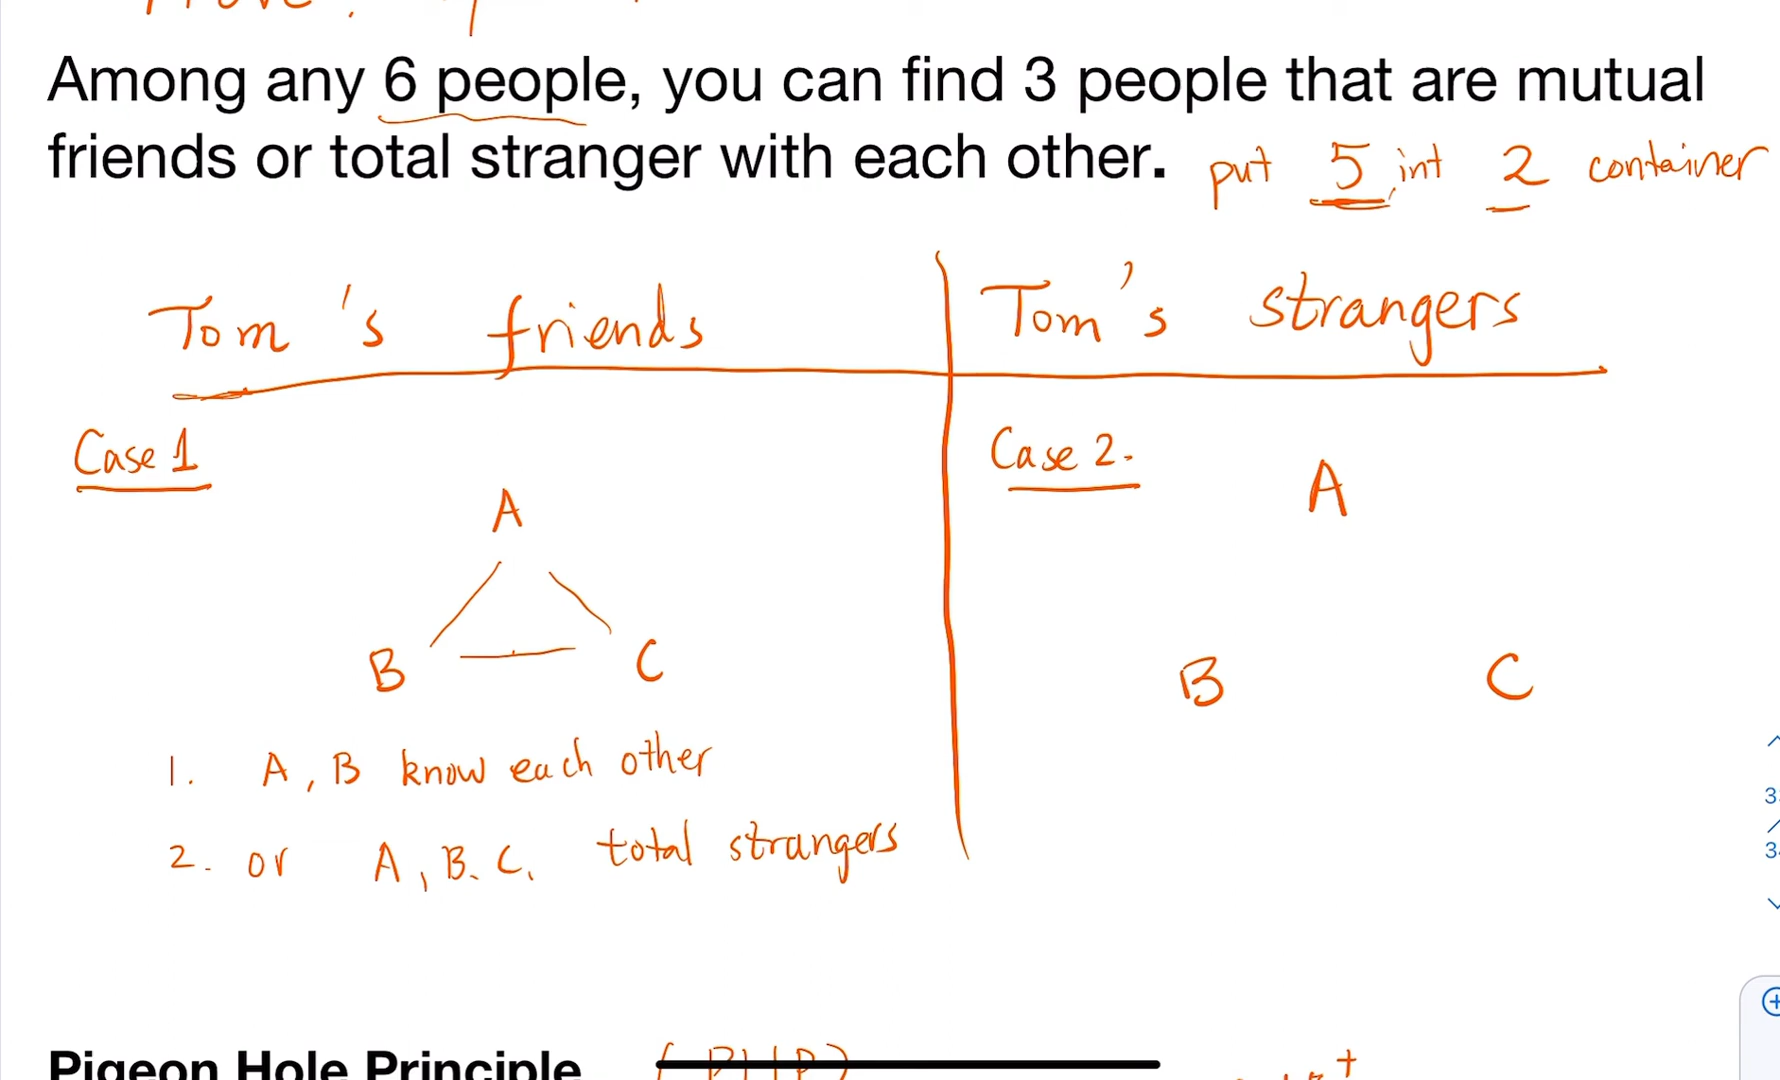 Among any 6 people, you can find 3 people that are mutual
friends or total stranger with each other.
put 5 int 2 container
Tom's friends
Tom's strangers
Case 1
A
B C
1. A, B know each other
2. or A, B. C. total strangers
Case 2.
A
B C
Pigeon Hole Principle